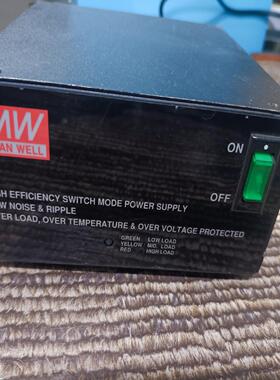 MW
AN WELL
ON
OFF
H EFFICIENCY SWITCH MODE POWER SUPPLY
W NOISE & RIPPLE
ER LOAD, OVER TEMPERATURE & OVER VOLTAGE PROTECTED
GREEN LOW LOAD
YELLOW MID. LOAD
RED HIGH LOAD